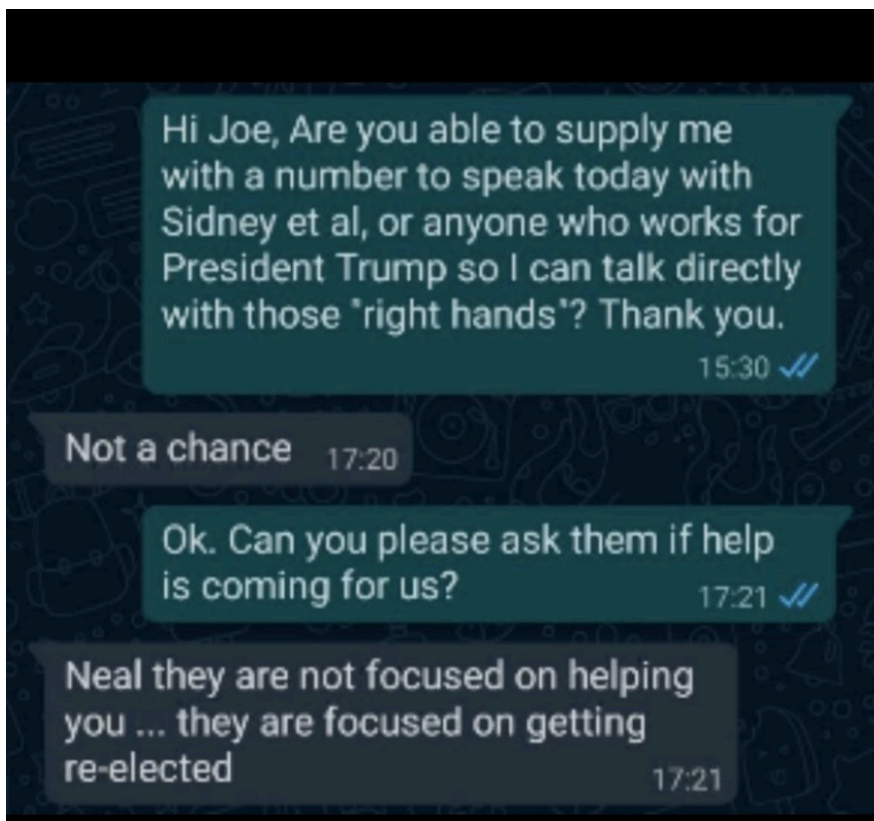 Hi Joe, Are you able to supply me
with a number to speak today with
Sidney et al, or anyone who works for
President Trump so I can talk directly
with those "right hands"? Thank you.
15:30
Not a chance 17:20
Ok. Can you please ask them if help
is coming for us? 17:21
Neal they are not focused on helping
you ... they are focused on getting
re-elected 17:21